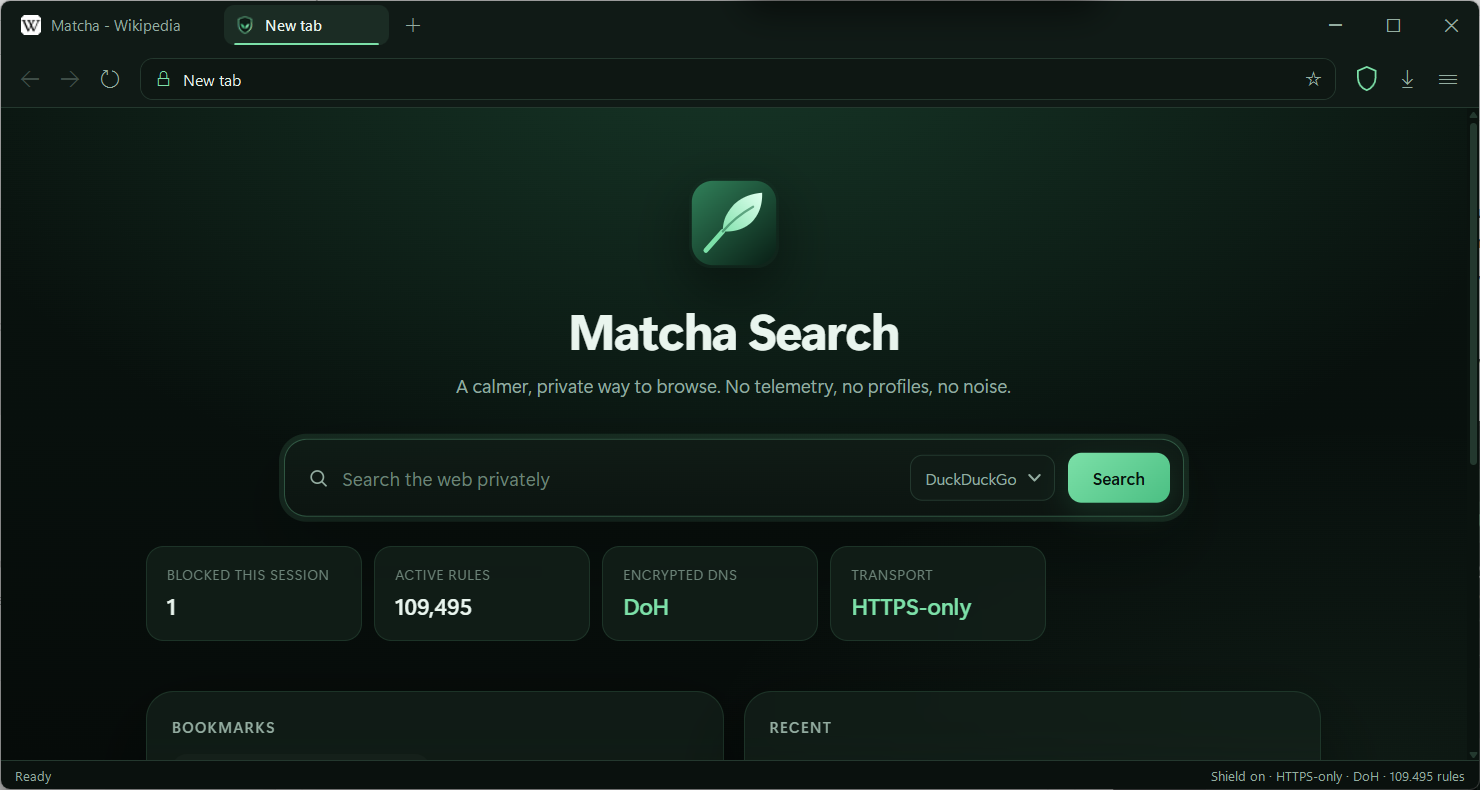 W Matcha - Wikipedia New tab
New tab
Matcha Search
A calmer, private way to browse. No telemetry, no profiles, no noise.
Search the web privately DuckDuckGo Search
BLOCKED THIS SESSION ACTIVE RULES ENCRYPTED DNS TRANSPORT
1 109,495 DoH HTTPS-only
BOOKMARKS RECENT
Ready Shield on · HTTPS-only · DoH · 109.495 rules